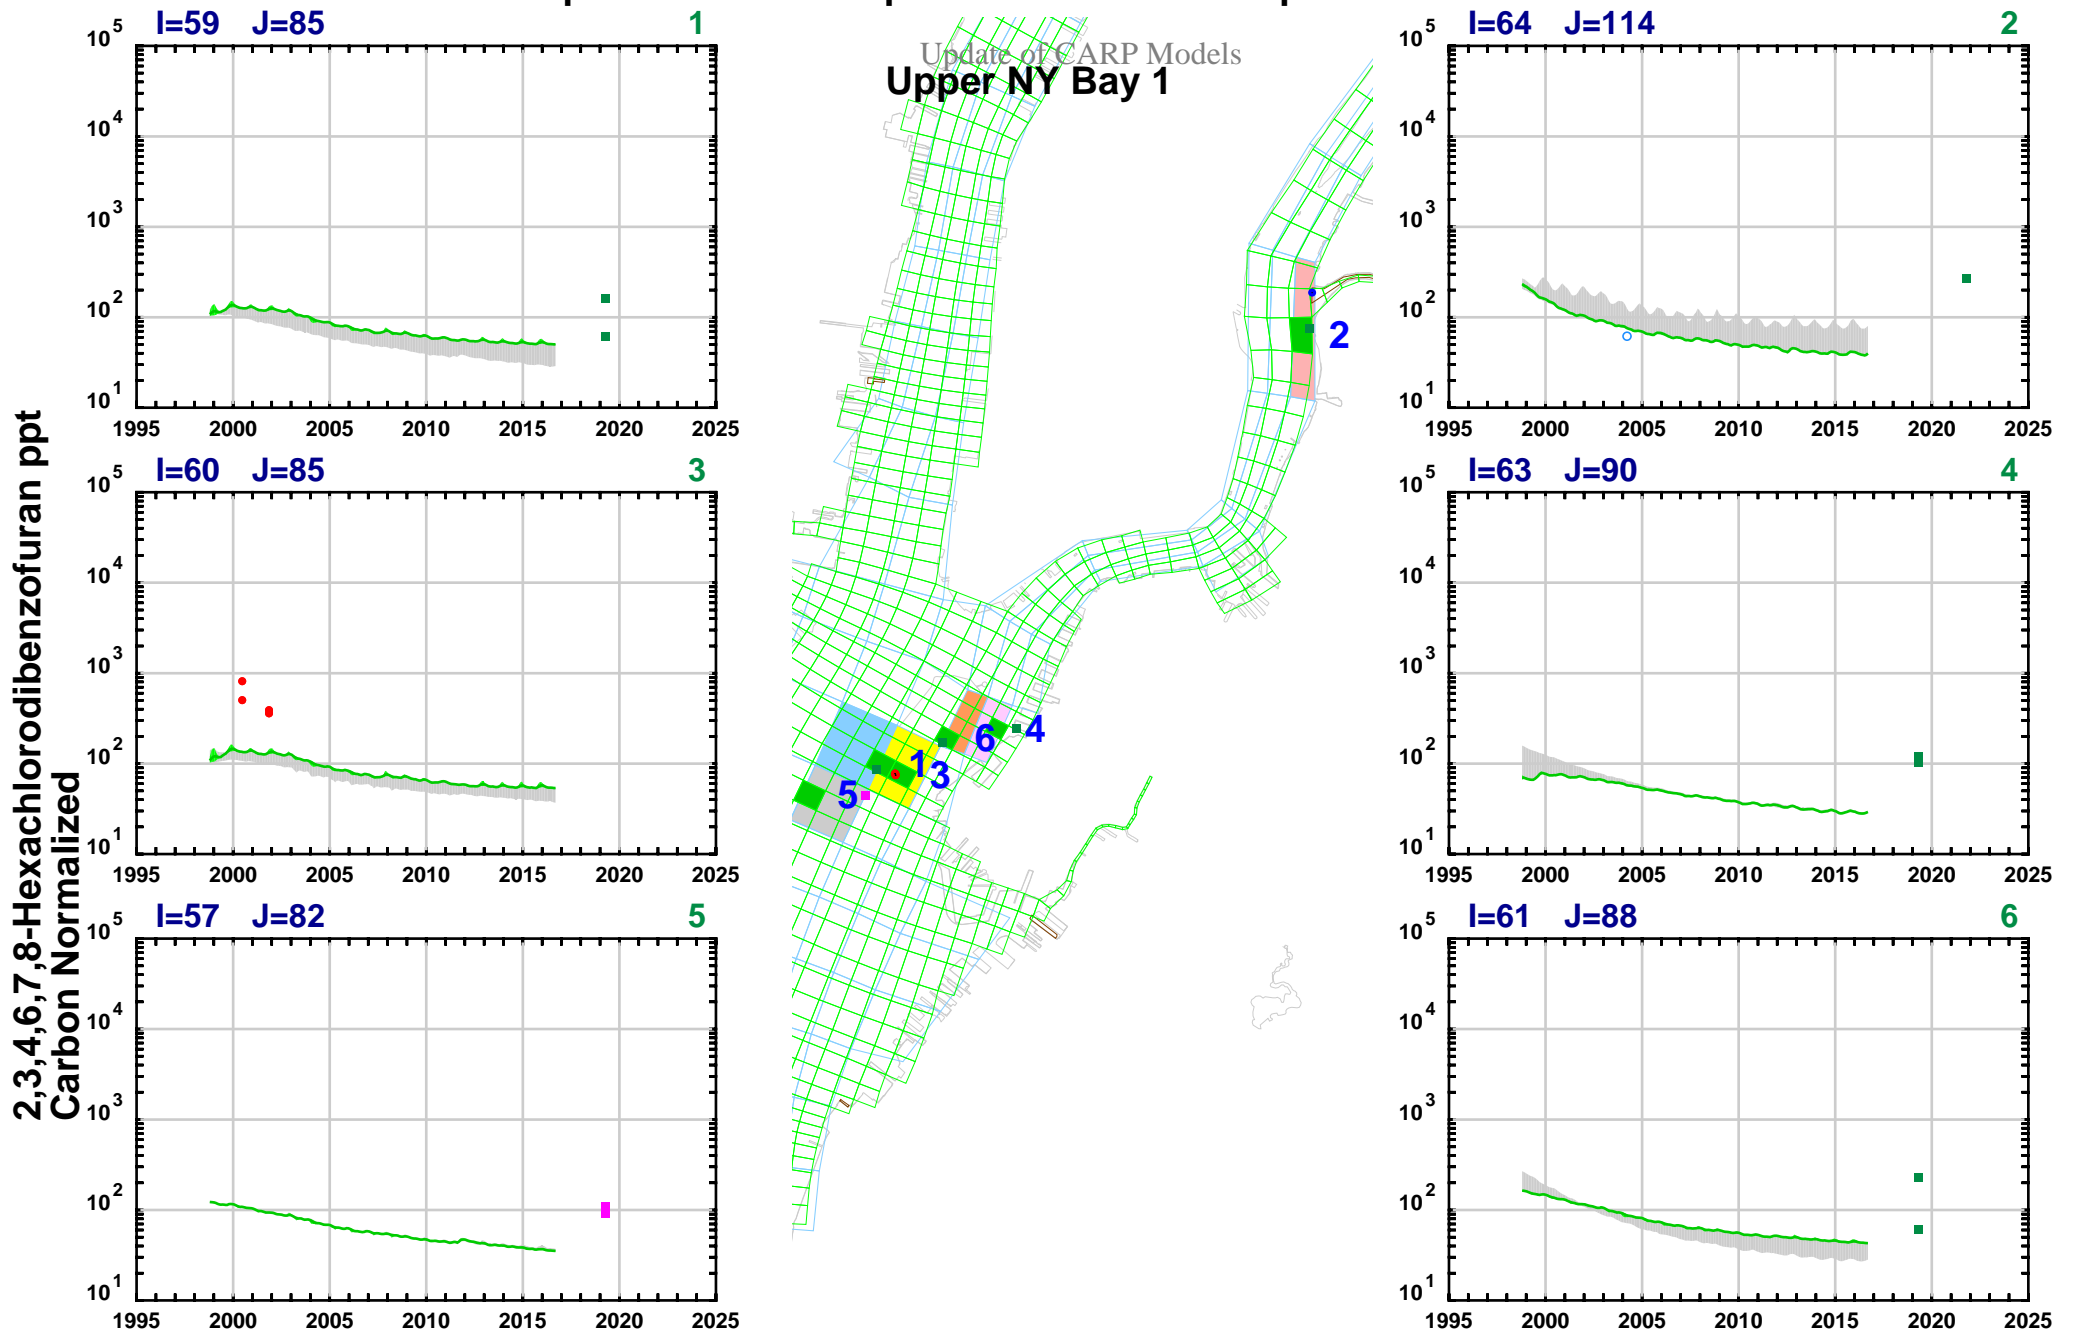 Update of CARP Models
Upper NY Bay 1
2,3,4,6,7,8-Hexachlorodibenzofuran ppt
Carbon Normalized
I=59 J=85 1
10^5
10^4
10^3
10^2
10^1
1995 2000 2005 2010 2015 2020 2025
I=64 J=114 2
10^5
10^4
10^3
10^2
10^1
1995 2000 2005 2010 2015 2020 2025
I=60 J=85 3
10^5
10^4
10^3
10^2
10^1
1995 2000 2005 2010 2015 2020 2025
I=63 J=90 4
10^5
10^4
10^3
10^2
10^1
1995 2000 2005 2010 2015 2020 2025
I=57 J=82 5
10^5
10^4
10^3
10^2
10^1
1995 2000 2005 2010 2015 2020 2025
I=61 J=88 6
10^5
10^4
10^3
10^2
10^1
1995 2000 2005 2010 2015 2020 2025
2
4
6
1
3
5